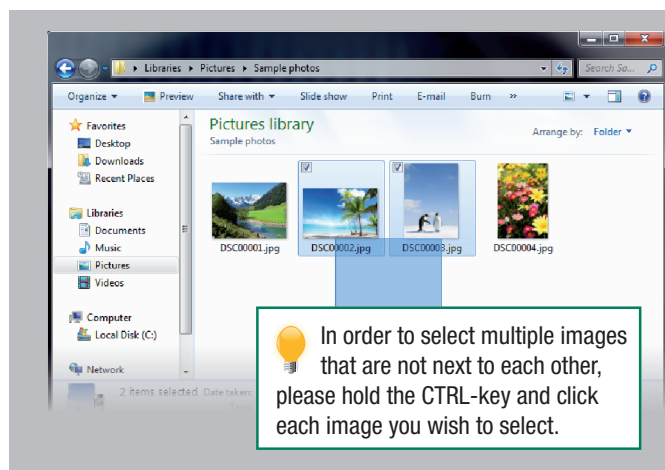 Libraries ▸ Pictures ▸ Sample photos
Search Sa...
Organize Preview Share with Slide show Print E-mail Burn »
Favorites
Desktop
Downloads
Recent Places
Libraries
Documents
Music
Pictures
Videos
Computer
Local Disk (C:)
Network
Pictures library
Sample photos
Arrange by: Folder
DSC00001.jpg DSC00002.jpg DSC00003.jpg DSC00004.jpg
2 items selected Date taken:
In order to select multiple images
that are not next to each other,
please hold the CTRL-key and click
each image you wish to select.